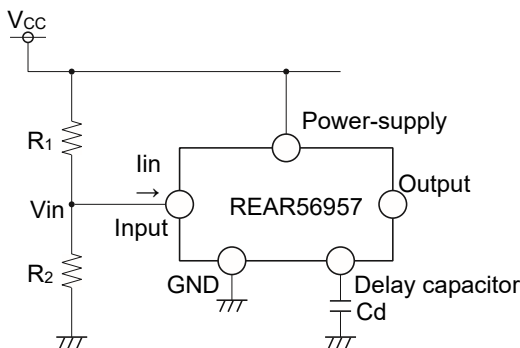 VCC
Power-supply
R1
Iin
→
Output
Vin
Input
REAR56957
R2
GND
Delay capacitor
Cd